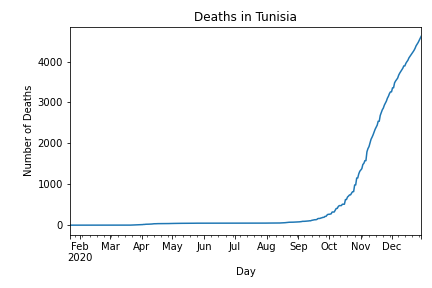 Deaths in Tunisia
Number of Deaths
4000
3000
2000
1000
0
Feb Mar Apr May Jun Jul Aug Sep Oct Nov Dec
2020
Day